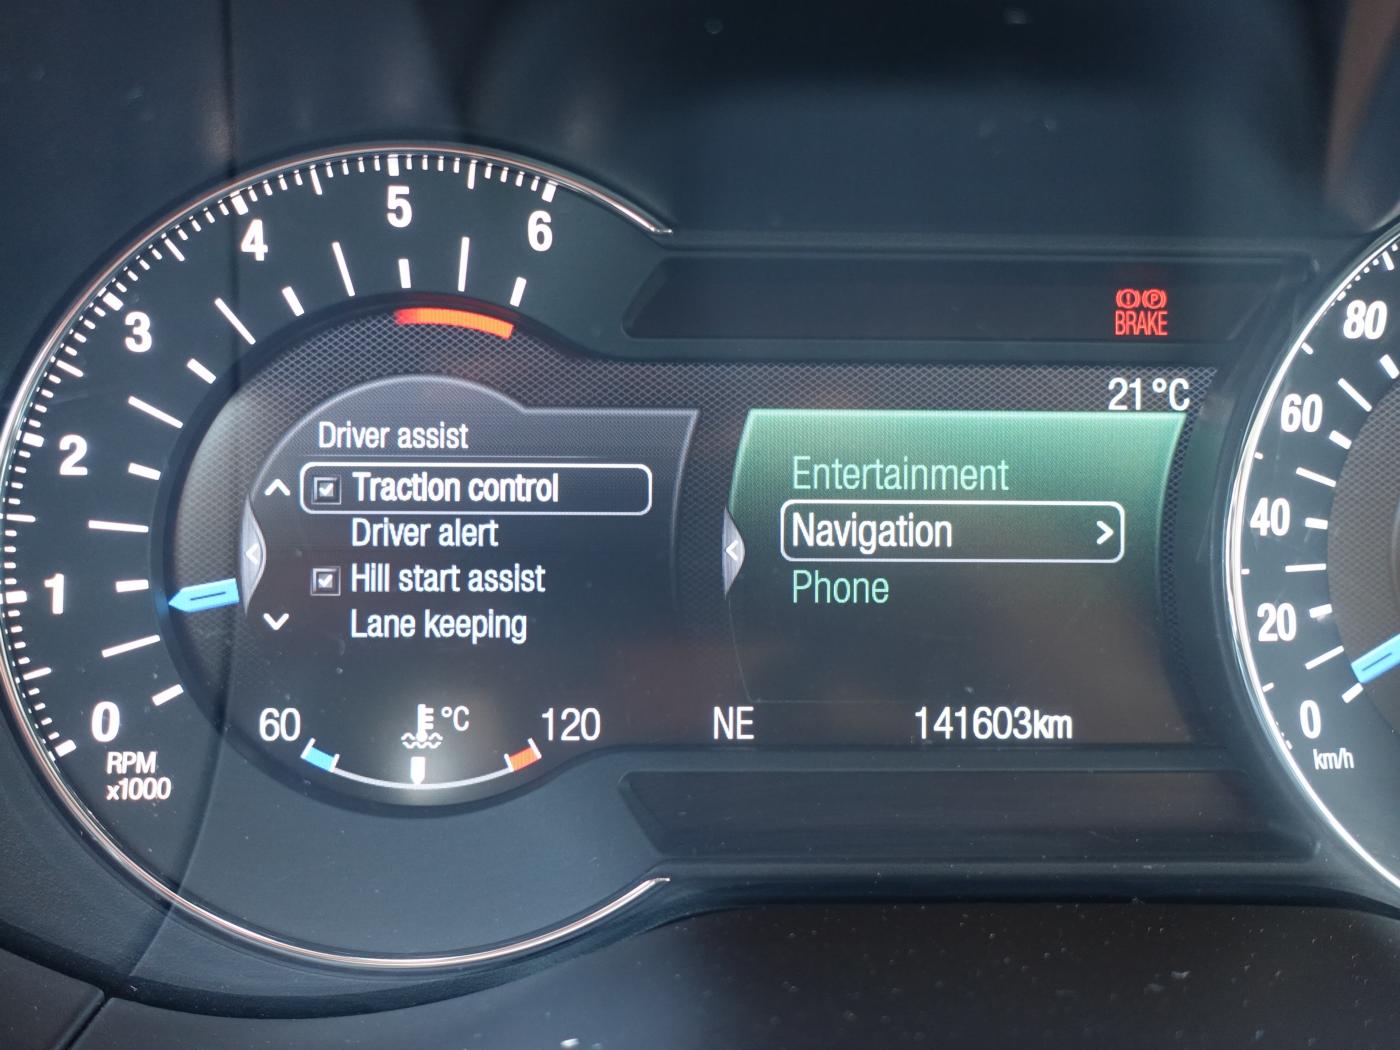 0
1
2
3
4
5
6
RPM
x1000
Driver assist
Traction control
Driver alert
Hill start assist
Lane keeping
60
°C
120
BRAKE
21°C
Entertainment
Navigation >
Phone
NE
141603km
80
60
40
20
0
km/h